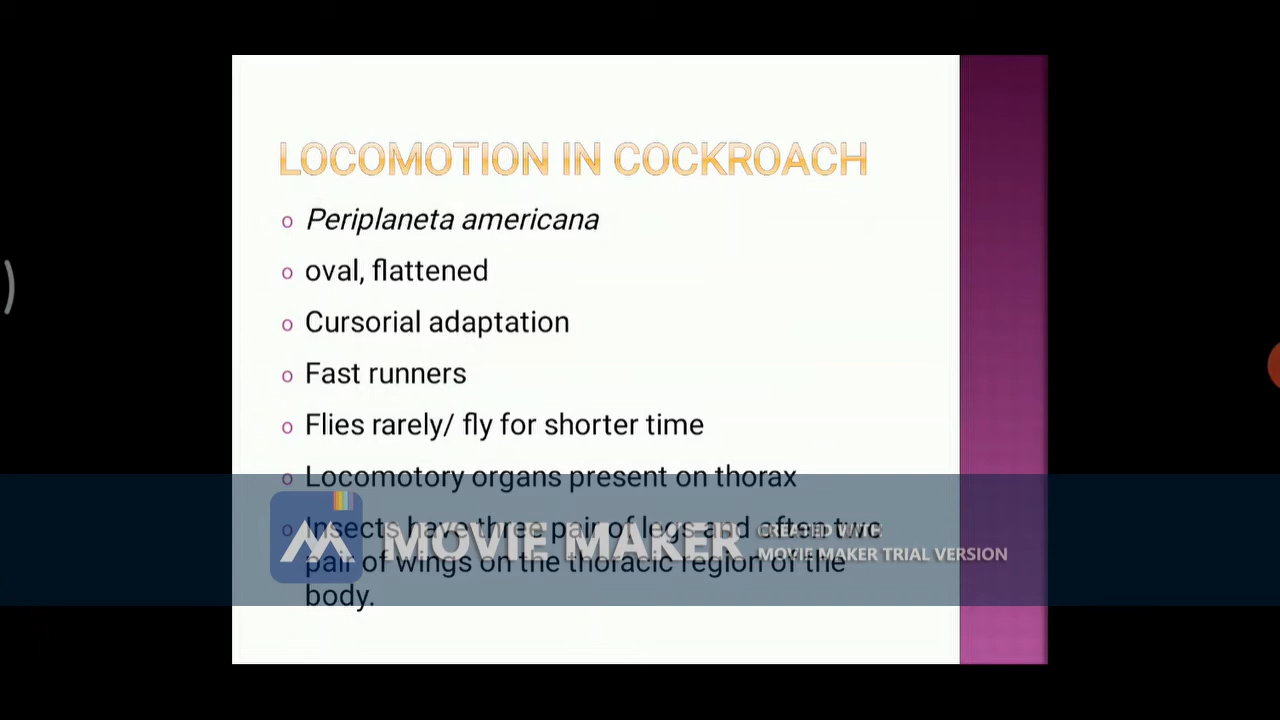 LOCOMOTION IN COCKROACH
o Periplaneta americana
o oval, flattened
o Cursorial adaptation
o Fast runners
o Flies rarely/ fly for shorter time
o Locomotory organs present on thorax
o Insects have three pair of legs and often two
pair of wings on the thoracic region of the
body.
MOVIE MAKER
CREATED WITH
MOVIE MAKER TRIAL VERSION